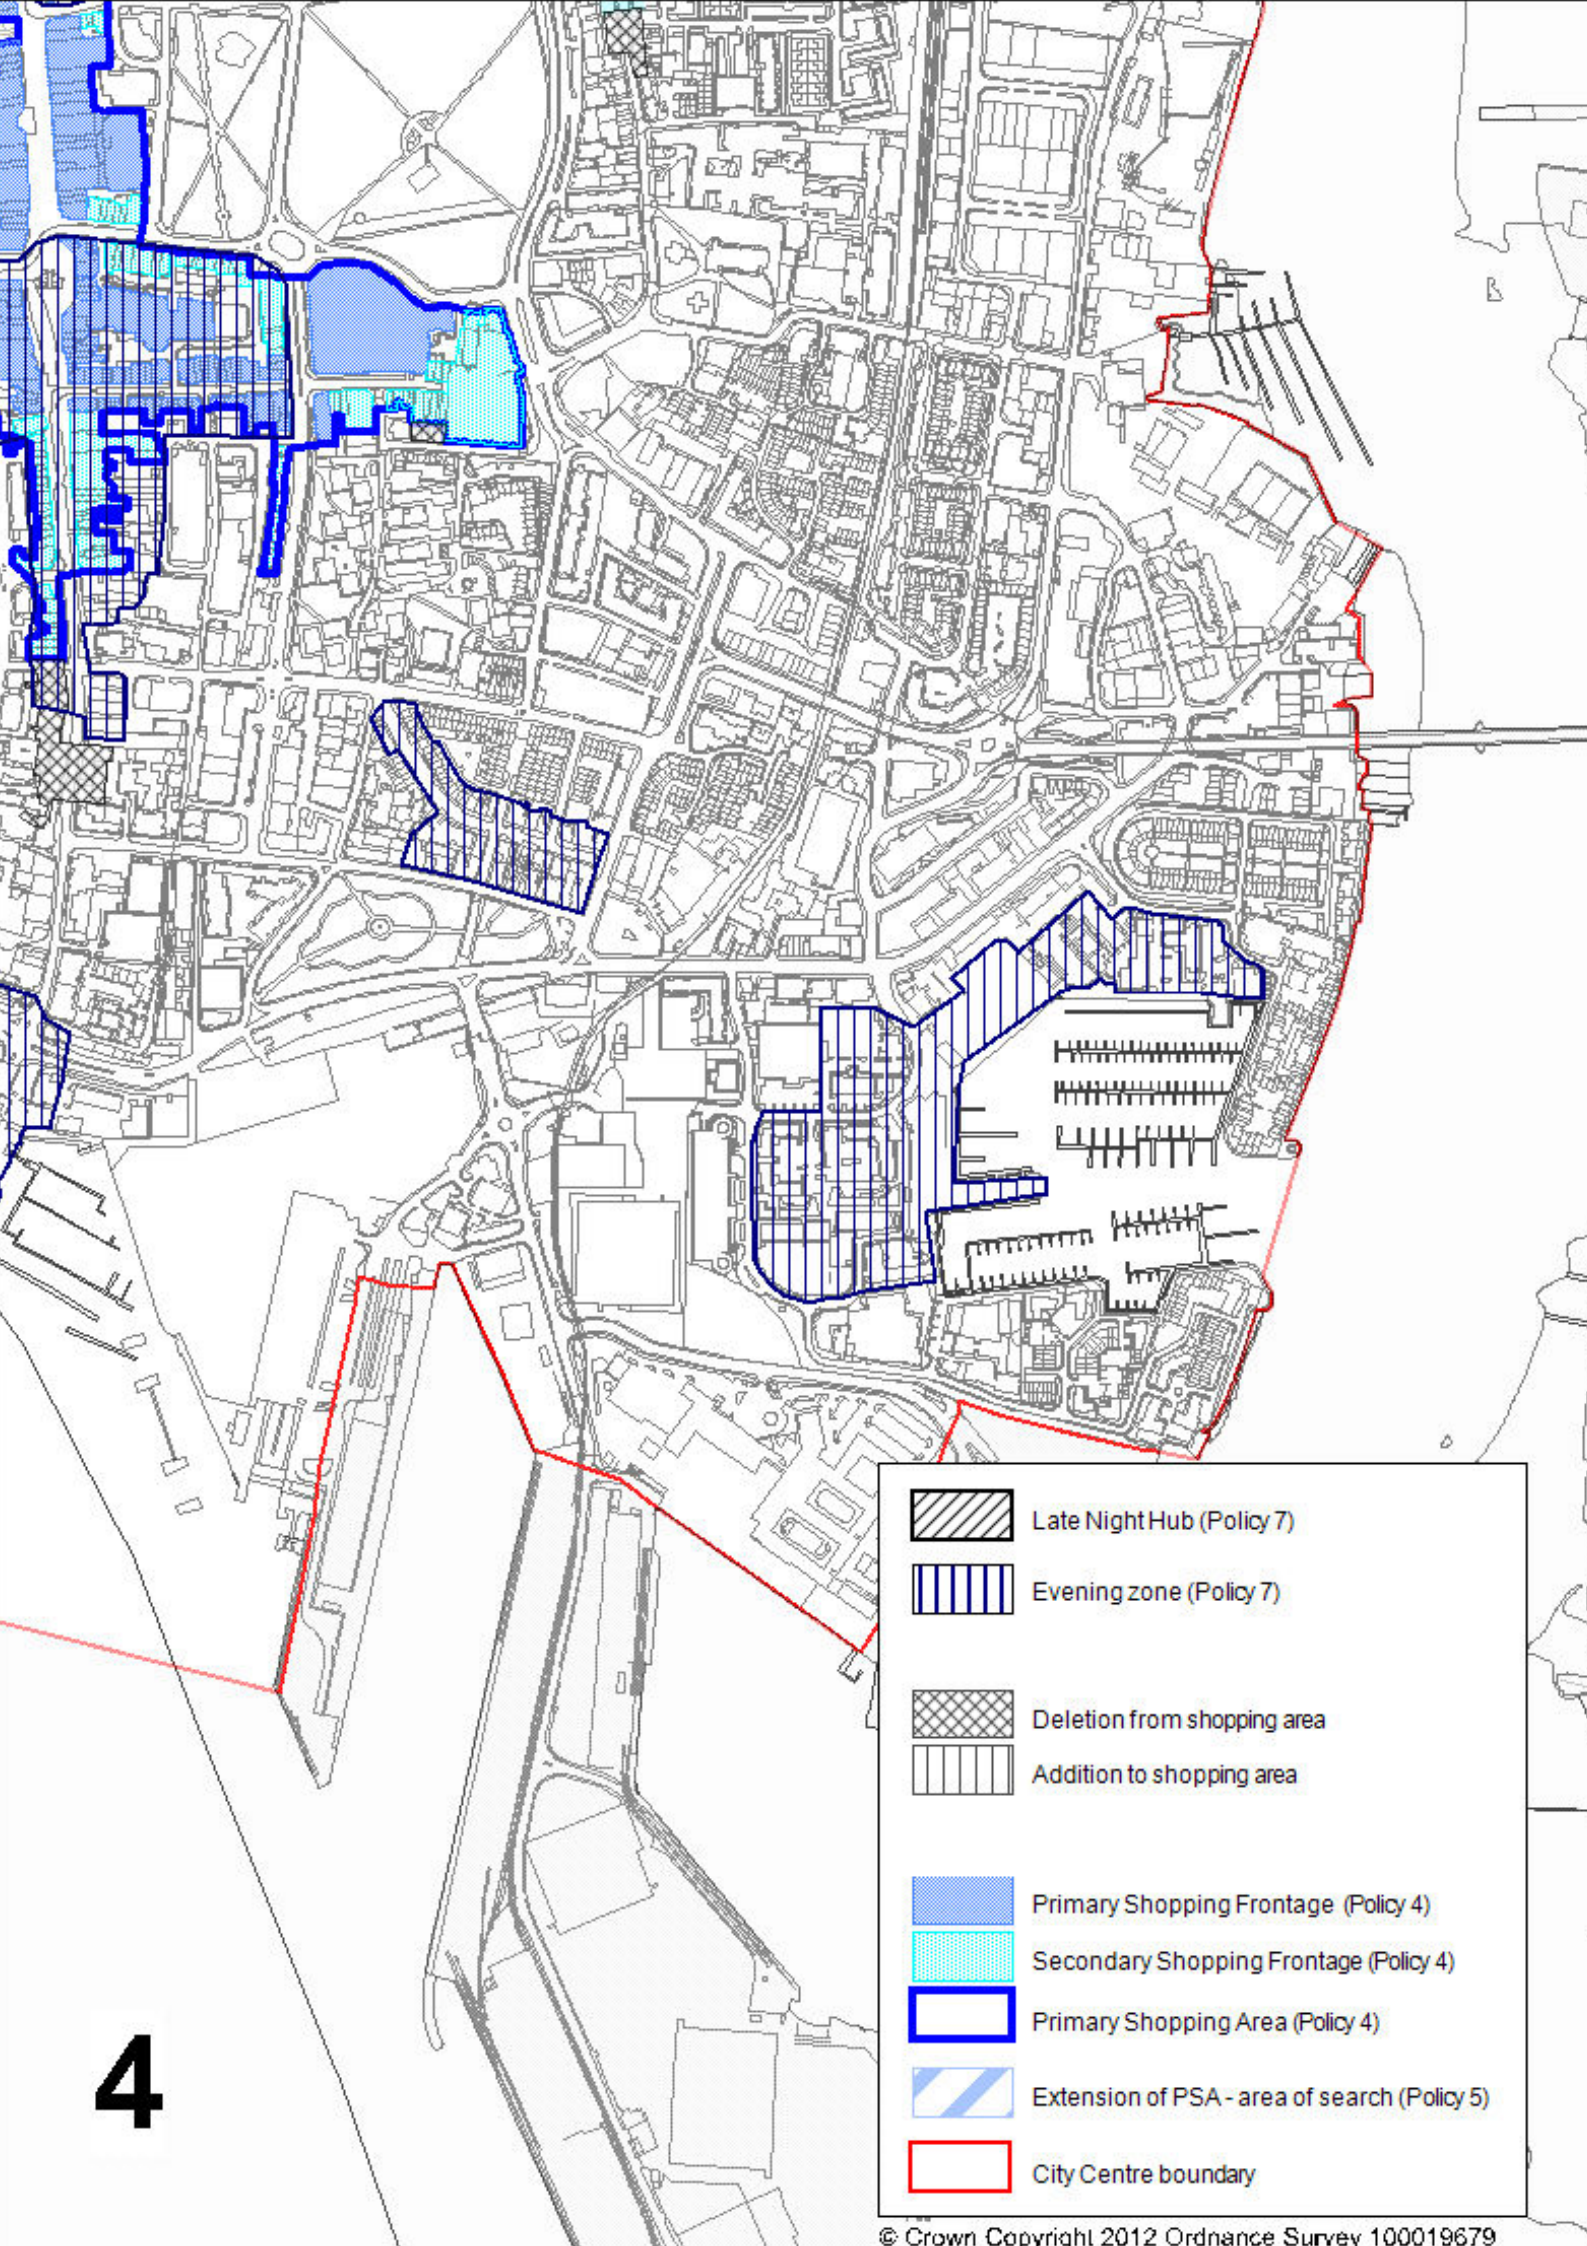 Late Night Hub (Policy 7)
Evening zone (Policy 7)
Deletion from shopping area
Addition to shopping area
Primary Shopping Frontage (Policy 4)
Secondary Shopping Frontage (Policy 4)
Primary Shopping Area (Policy 4)
Extension of PSA - area of search (Policy 5)
City Centre boundary
4
© Crown Copyright 2012 Ordnance Survey 100019679